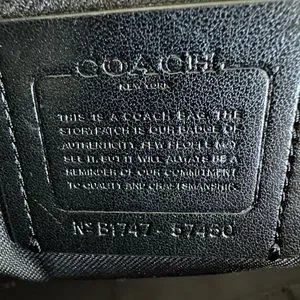 COACH
NEW YORK
THIS IS A COACH BAG. THE
STORYPATCH IS OUR BADGE OF
AUTHENTICITY. FEW PEOPLE MAY
SEE IT. BUT IT WILL ALWAYS BE A
REMINDER OF OUR COMMITMENT
TO QUALITY AND CRAFTSMANSHIP.
Nº B1747- 57450